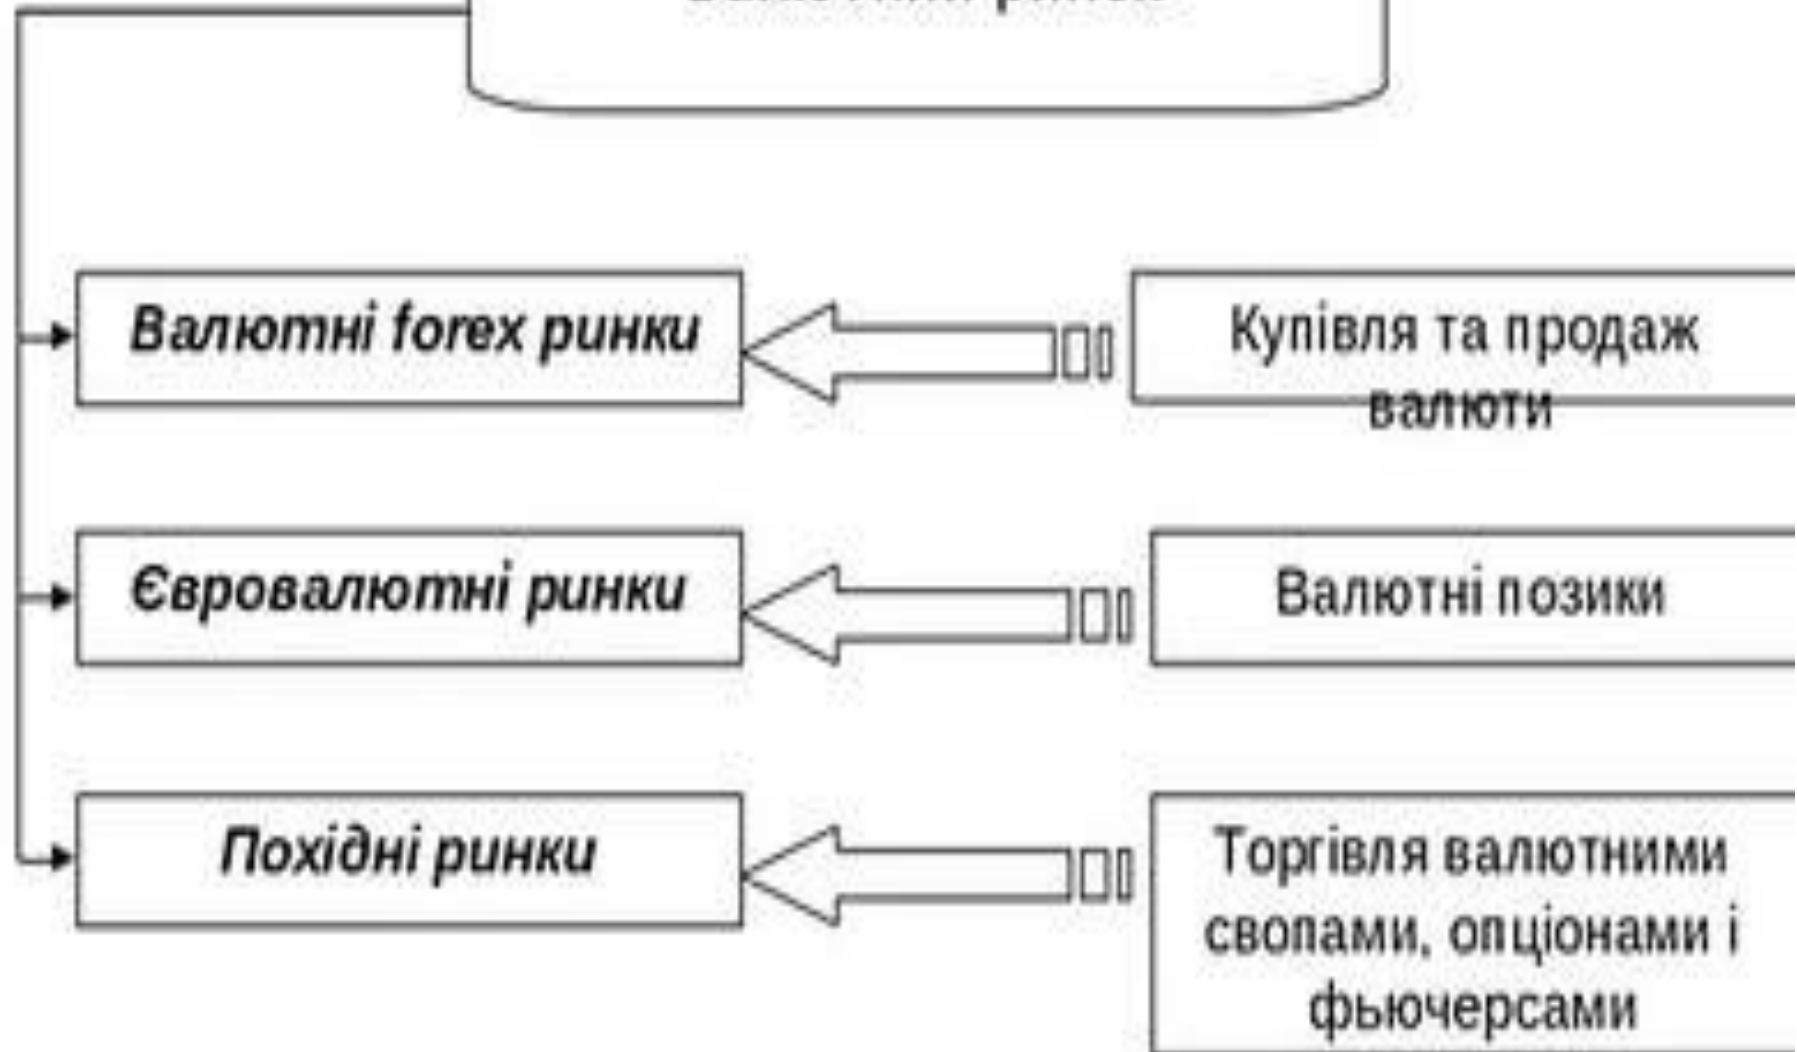 Валютні forex ринки
Купівля та продаж
валюти
Євровалютні ринки
Валютні позики
Похідні ринки
Торгівля валютними
свопами, опціонами і
фьючерсами